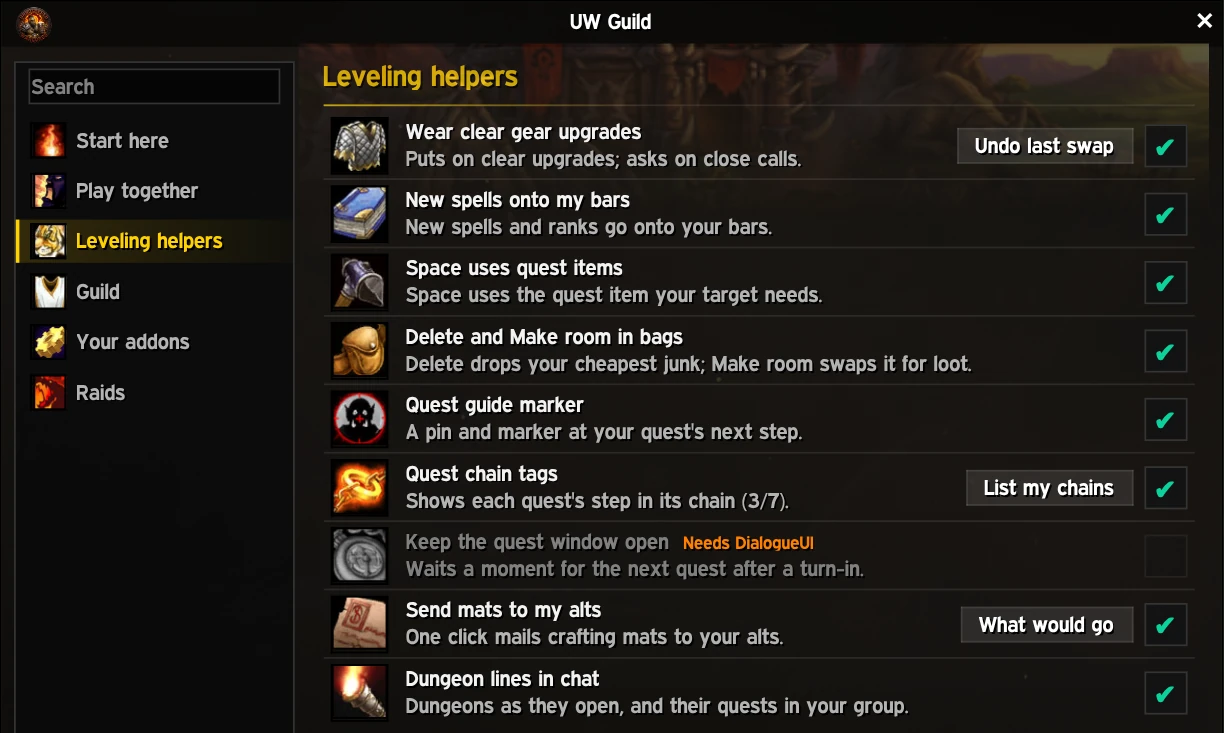 UW Guild
Search
Start here
Play together
Leveling helpers
Guild
Your addons
Raids
Leveling helpers
Wear clear gear upgrades
Puts on clear upgrades; asks on close calls.
Undo last swap
New spells onto my bars
New spells and ranks go onto your bars.
Space uses quest items
Space uses the quest item your target needs.
Delete and Make room in bags
Delete drops your cheapest junk; Make room swaps it for loot.
Quest guide marker
A pin and marker at your quest's next step.
Quest chain tags
Shows each quest's step in its chain (3/7).
List my chains
Keep the quest window open Needs DialogueUI
Waits a moment for the next quest after a turn-in.
Send mats to my alts
One click mails crafting mats to your alts.
What would go
Dungeon lines in chat
Dungeons as they open, and their quests in your group.